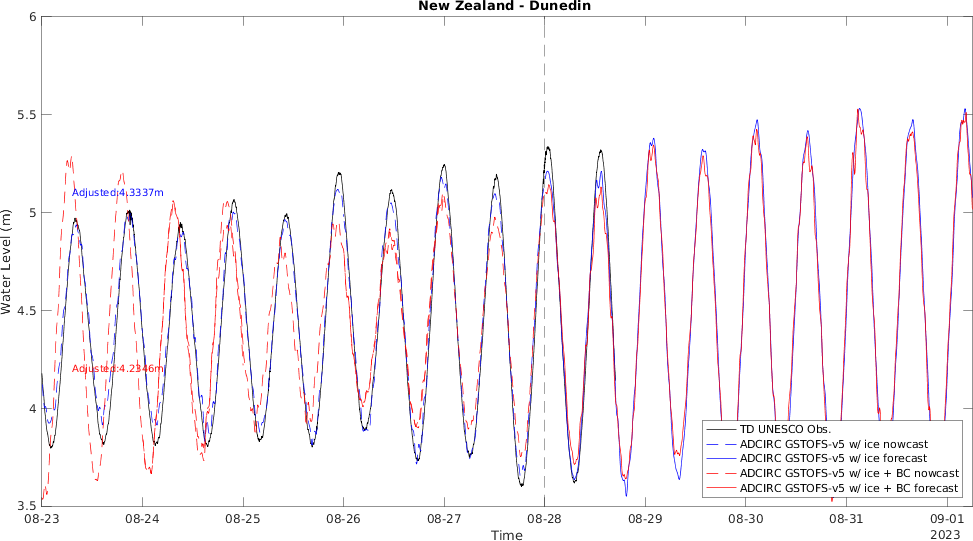 New Zealand - Dunedin
6
5.5
5
4.5
4
3.5
Water Level (m)
Adjusted:4.3337m
Adjusted:4.2346m
TD UNESCO Obs.
ADCIRC GSTOFS-v5 w/ ice nowcast
ADCIRC GSTOFS-v5 w/ ice forecast
ADCIRC GSTOFS-v5 w/ ice + BC nowcast
ADCIRC GSTOFS-v5 w/ ice + BC forecast
08-23 08-24 08-25 08-26 08-27 08-28 08-29 08-30 08-31 09-01
2023
Time